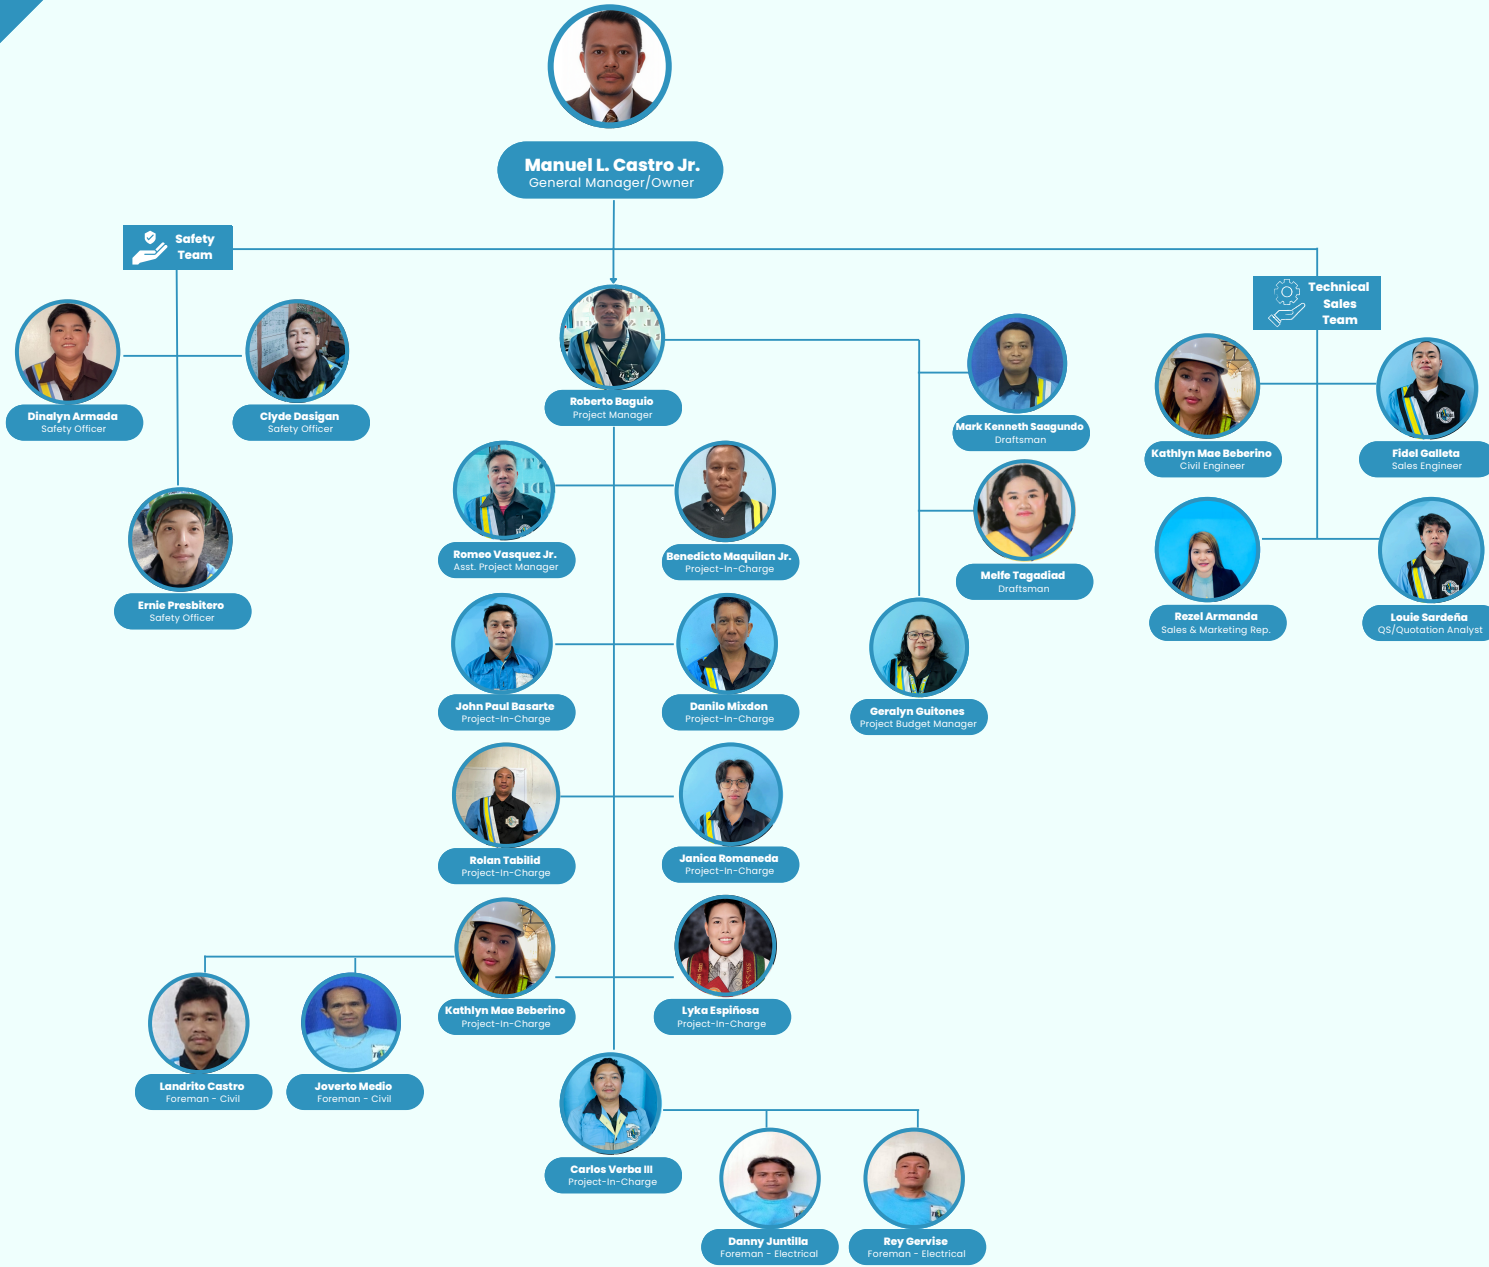 Manuel L. Castro Jr.
General Manager/Owner
Safety
Team
Technical
Sales
Team
Dinalyn Armada
Safety Officer
Clyde Dasigan
Safety Officer
Ernie Presbitero
Safety Officer
Roberto Baguio
Project Manager
Mark Kenneth Saagundo
Draftsman
Melfe Tagadiad
Draftsman
Geralyn Guitones
Project Budget Manager
Kathlyn Mae Beberino
Civil Engineer
Fidel Galleta
Sales Engineer
Rezel Armanda
Sales & Marketing Rep.
Louie Sardeña
QS/Quotation Analyst
Romeo Vasquez Jr.
Asst. Project Manager
Benedicto Maquilan Jr.
Project-In-Charge
John Paul Basarte
Project-In-Charge
Danilo Mixdon
Project-In-Charge
Rolan Tabilid
Project-In-Charge
Janica Romaneda
Project-In-Charge
Kathlyn Mae Beberino
Project-In-Charge
Lyka Espiñosa
Project-In-Charge
Landrito Castro
Foreman - Civil
Joverto Medio
Foreman - Civil
Carlos Verba III
Project-In-Charge
Danny Juntilla
Foreman - Electrical
Rey Gervise
Foreman - Electrical